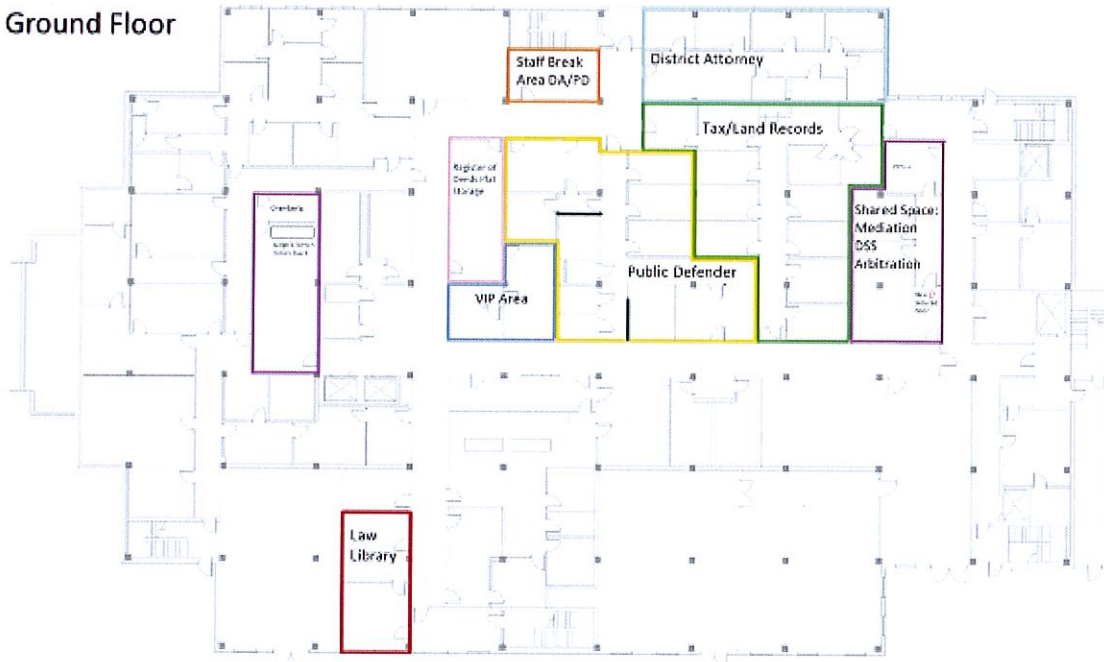 Ground Floor
Staff Break
Area DA/PD
District Attorney
Tax/Land Records
Register of
Deeds Plat
Storage
Chambers
Shared Space:
Mediation
DSS
Arbitration
Public Defender
VIP Area
Law
Library